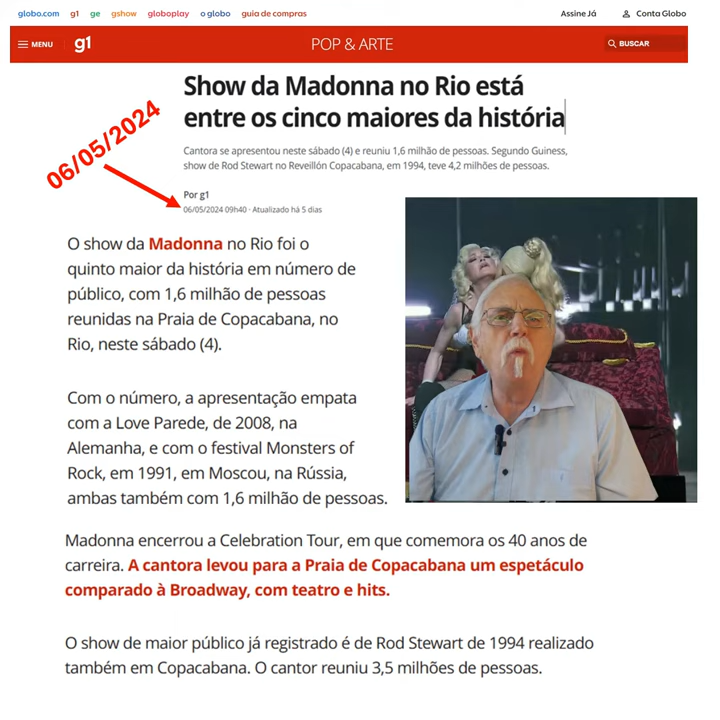 globo.com g1 ge gshow globoplay o globo guia de compras Assine Já Conta Globo
MENU g1 POP & ARTE BUSCAR
Show da Madonna no Rio está
entre os cinco maiores da história
Cantora se apresentou neste sábado (4) e reuniu 1,6 milhão de pessoas. Segundo Guiness,
show de Rod Stewart no Reveillón Copacabana, em 1994, teve 4,2 milhões de pessoas.
06/05/2024
Por g1
06/05/2024 09h40 · Atualizado há 5 dias
O show da Madonna no Rio foi o
quinto maior da história em número de
público, com 1,6 milhão de pessoas
reunidas na Praia de Copacabana, no
Rio, neste sábado (4).
Com o número, a apresentação empata
com a Love Parede, de 2008, na
Alemanha, e com o festival Monsters of
Rock, em 1991, em Moscou, na Rússia,
ambas também com 1,6 milhão de pessoas.
Madonna encerrou a Celebration Tour, em que comemora os 40 anos de
carreira. A cantora levou para a Praia de Copacabana um espetáculo
comparado à Broadway, com teatro e hits.
O show de maior público já registrado é de Rod Stewart de 1994 realizado
também em Copacabana. O cantor reuniu 3,5 milhões de pessoas.